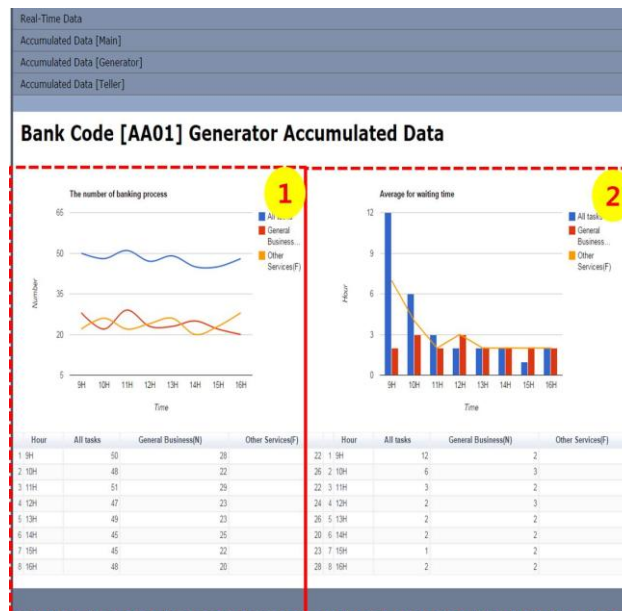 Real-Time Data
Accumulated Data [Main]
Accumulated Data [Generator]
Accumulated Data [Teller]
Bank Code [AA01] Generator Accumulated Data
1
The number of banking process
65
50
35
20
5
Number
9H 10H 11H 12H 13H 14H 15H 16H
Time
All
General
Business...
Other
Services(F)
2
Average for waiting time
12
9
6
3
0
Hour
9H 10H 11H 12H 13H 14H 15H 16H
Time
All tasks
General
Business...
Other
Services(F)
Hour All tasks General Business(N) Other Services(F)
1 9H 50 28 22
2 10H 48 22 26
3 11H 51 29 22
4 12H 47 23 24
5 13H 49 23 26
6 14H 45 25 20
7 15H 45 22 23
8 16H 48 20 28
Hour All tasks General Business(N) Other Services(F)
1 9H 12 2
2 10H 6 3
3 11H 3 2
4 12H 2 3
5 13H 2 2
6 14H 2 2
7 15H 1 2
8 16H 2 2